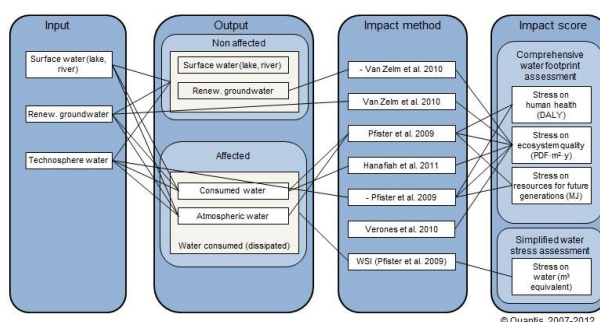 Input
Surface water (lake,
river)
Renew. groundwater
Technosphere water
Output
Non affected
Surface water (lake, river)
Renew. groundwater
Affected
Consumed water
Atmospheric water
Water consumed (dissipated)
Impact method
- Van Zelm et al. 2010
Van Zelm et al. 2010
Pfister et al. 2009
Hanafiah et al. 2011
- Pfister et al. 2009
Verones et al. 2010
WSI (Pfister et al. 2009)
Impact score
Comprehensive
water footprint
assessment
Stress on
human health
(DALY)
Stress on
ecosystem quality
(PDF·m²·y)
Stress on
resources for future
generations (MJ)
Simplified water
stress assessment
Stress on
water (m³
equivalent)
© Quantis, 2007-2012